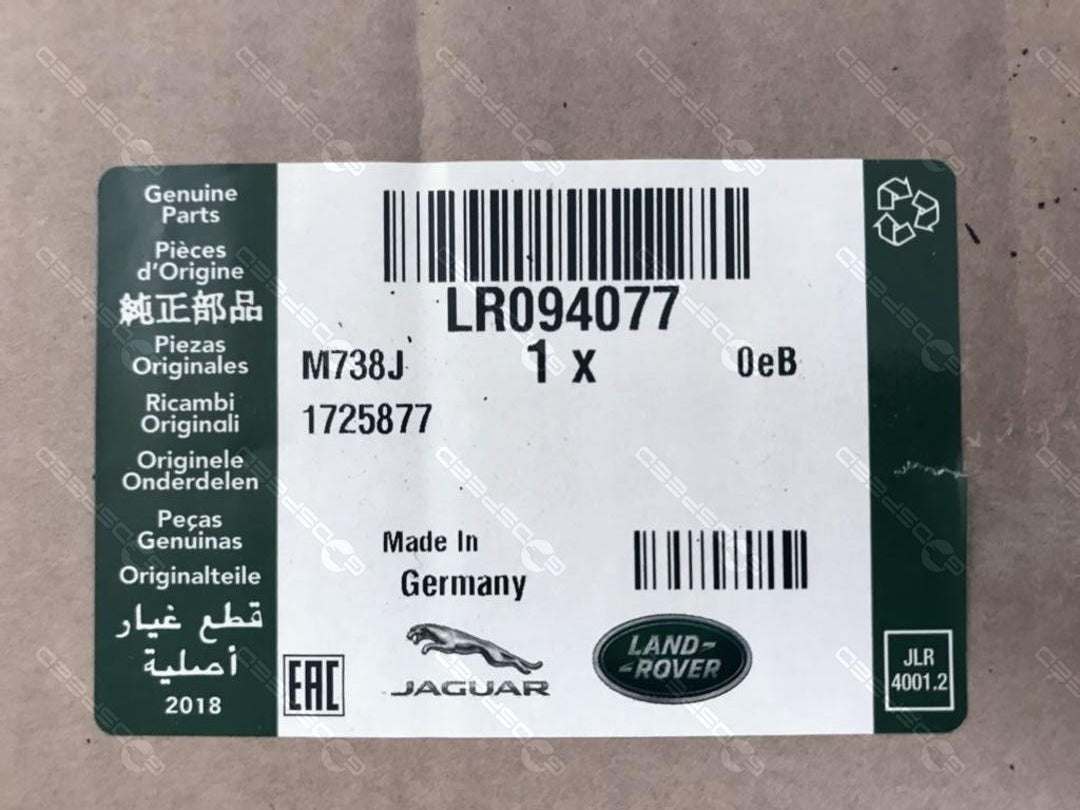 Genuine
Parts
Pièces
d'Origine
純正部品
Piezas
Originales
Ricambi
Originali
Originele
Onderdelen
Peças
Genuinas
Originalteile
قطع غيار
أصلية
2018
LR094077
M738J
1 x
0eB
1725877
Made In
Germany
EAC
JAGUAR
LAND-
-ROVER
JLR
4001.2